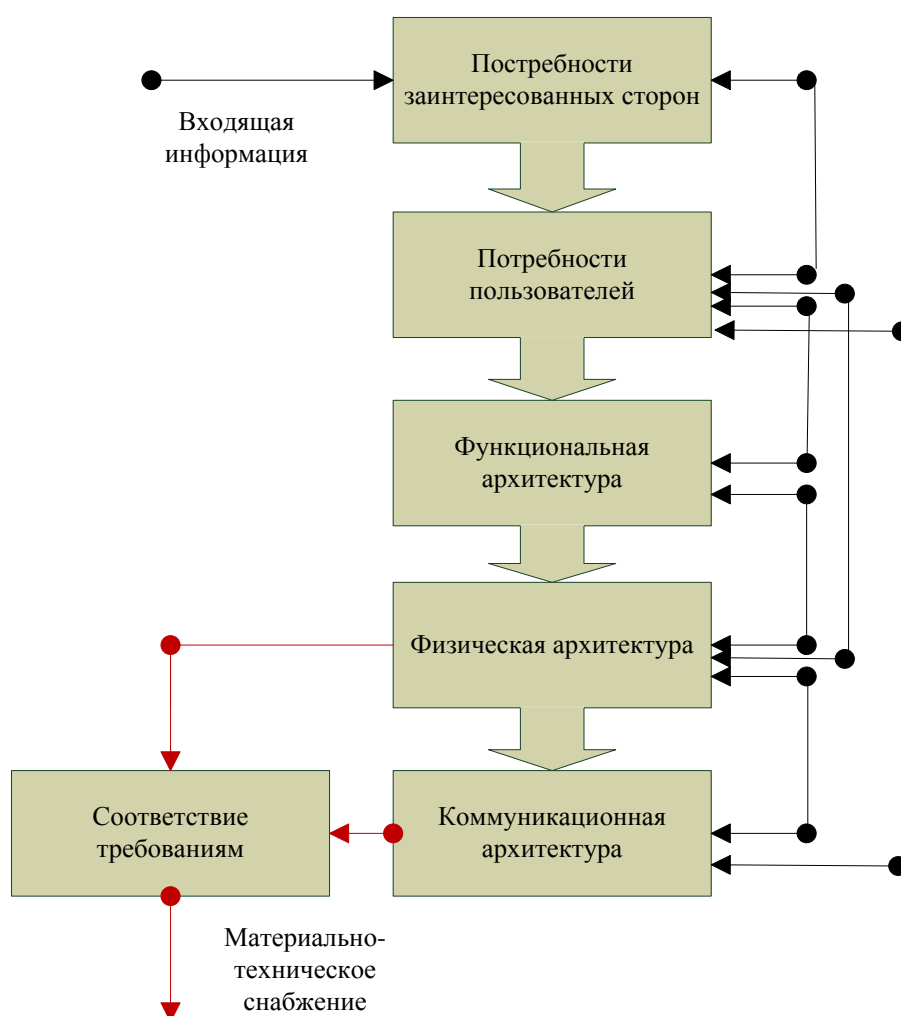 Постребности
заинтересованных сторон
Входящая
информация
Потребности
пользователей
Функциональная
архитектура
Физическая архитектура
Соответствие
требованиям
Коммуникационная
архитектура
Материально-
техническое
снабжение